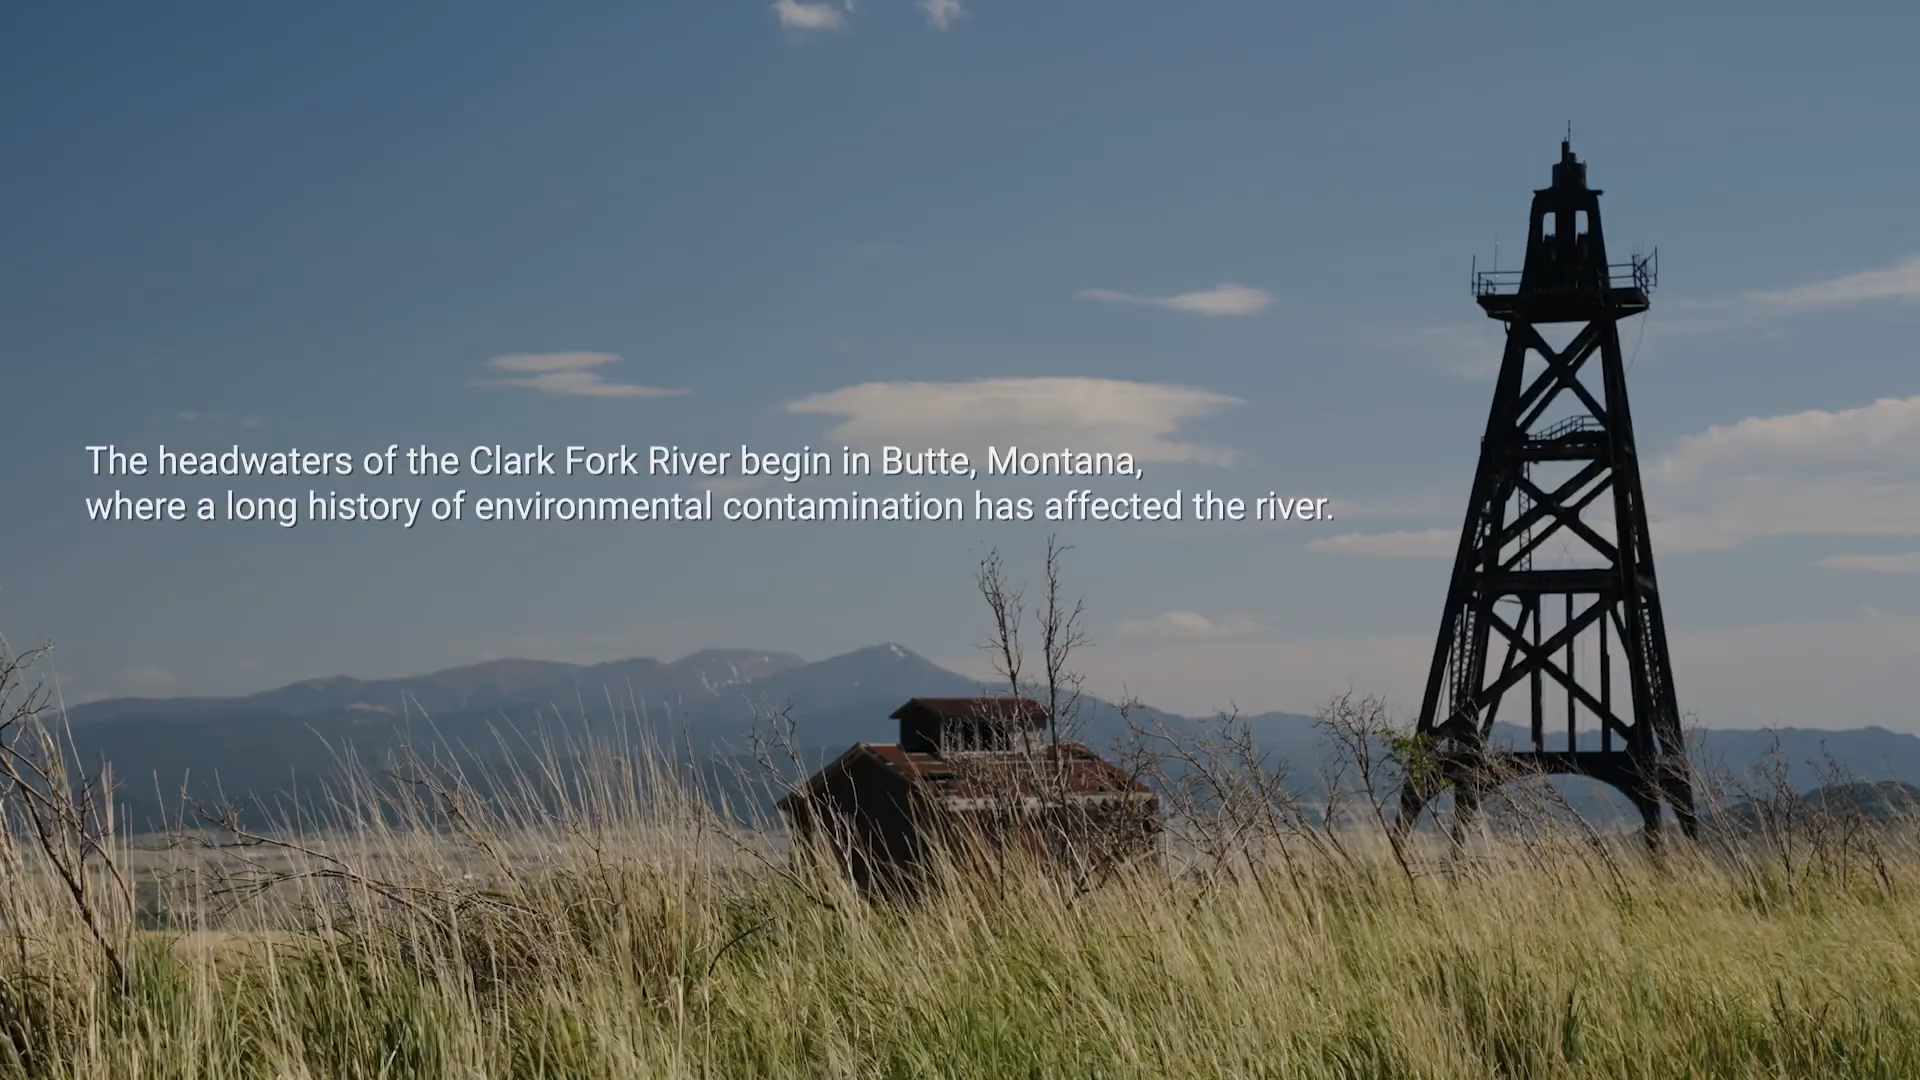 The headwaters of the Clark Fork River begin in Butte, Montana,
where a long history of environmental contamination has affected the river.